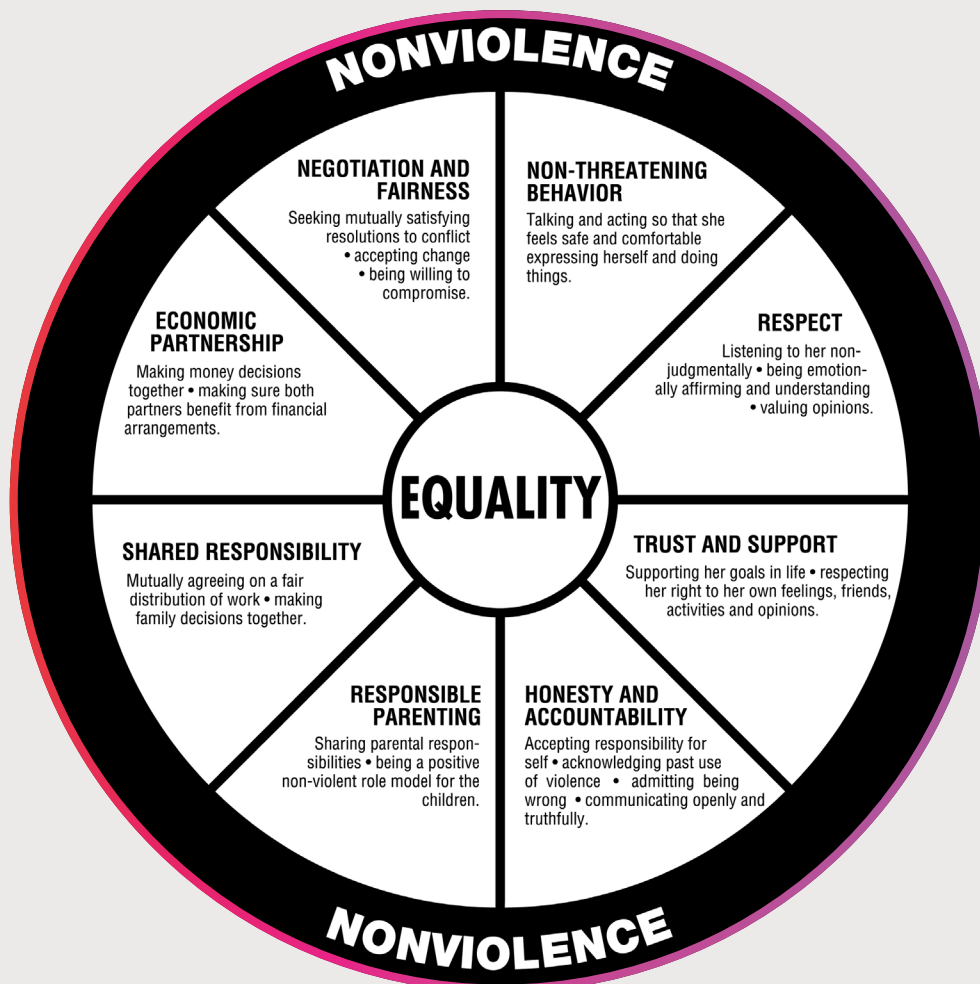 NONVIOLENCE
NEGOTIATION AND
FAIRNESS
Seeking mutually satisfying
resolutions to conflict
• accepting change
• being willing to
compromise.
NON-THREATENING
BEHAVIOR
Talking and acting so that she
feels safe and comfortable
expressing herself and doing
things.
ECONOMIC
PARTNERSHIP
Making money decisions
together • making sure both
partners benefit from financial
arrangements.
RESPECT
Listening to her non-
judgmentally • being emotion-
ally affirming and understanding
• valuing opinions.
EQUALITY
SHARED RESPONSIBILITY
Mutually agreeing on a fair
distribution of work • making
family decisions together.
TRUST AND SUPPORT
Supporting her goals in life • respecting
her right to her own feelings, friends,
activities and opinions.
RESPONSIBLE
PARENTING
Sharing parental respon-
sibilities • being a positive
non-violent role model for the
children.
HONESTY AND
ACCOUNTABILITY
Accepting responsibility for
self • acknowledging past use
of violence • admitting being
wrong • communicating openly and
truthfully.
NONVIOLENCE